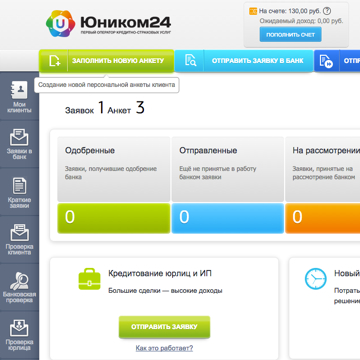 Юником24
ПЕРВЫЙ ОПЕРАТОР КРЕДИТНО-СТРАХОВЫХ УСЛУГ
На счете: 130,00 руб. ?
Ожидаемый доход: 0,00 руб.
ПОПОЛНИТЬ СЧЕТ
ЗАПОЛНИТЬ НОВУЮ АНКЕТУ
ОТПРАВИТЬ ЗАЯВКУ В БАНК
ОТП
Создание новой персональной анкеты клиента
Мои
клиенты
Заявки в
банк
Краткие
заявки
Проверка
клиента
Банковская
проверка
Проверка
юрлица
Заявок 1 Анкет 3
Одобренные
Заявки, получившие одобрение
банка
0
Отправленные
Ещё не принятые в работу
банком заявки
0
На рассмотрении
Заявки, принятые на
рассмотрение банком
0
Кредитование юрлиц и ИП
Большие сделки — высокие доходы
ОТПРАВИТЬ ЗАЯВКУ
Как это работает?
Новый
Потрать
решение